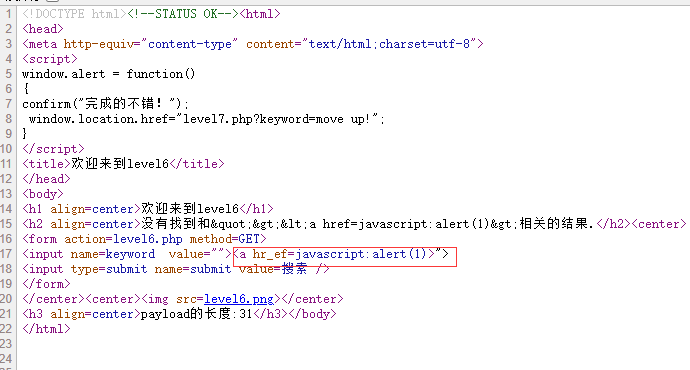 1 <!DOCTYPE html><!--STATUS OK--><html>
2 <head>
3 <meta http-equiv="content-type" content="text/html;charset=utf-8">
4 <script>
5 window.alert = function()
6 {
7 confirm("完成的不错！");
8  window.location.href="level7.php?keyword=move up!";
9 }
10 </script>
11 <title>欢迎来到level6</title>
12 </head>
13 <body>
14 <h1 align=center>欢迎来到level6</h1>
15 <h2 align=center>没有找到和&quot;&gt;&lt;a href=javascript:alert(1)&gt;相关的结果.</h2><center>
16 <form action=level6.php method=GET>
17 <input name=keyword  value=""><a hr_ef=javascript:alert(1)>">
18 <input type=submit name=submit value=搜索 />
19 </form>
20 </center><center><img src=level6.png></center>
21 <h3 align=center>payload的长度:31</h3></body>
22 </html>
23
24